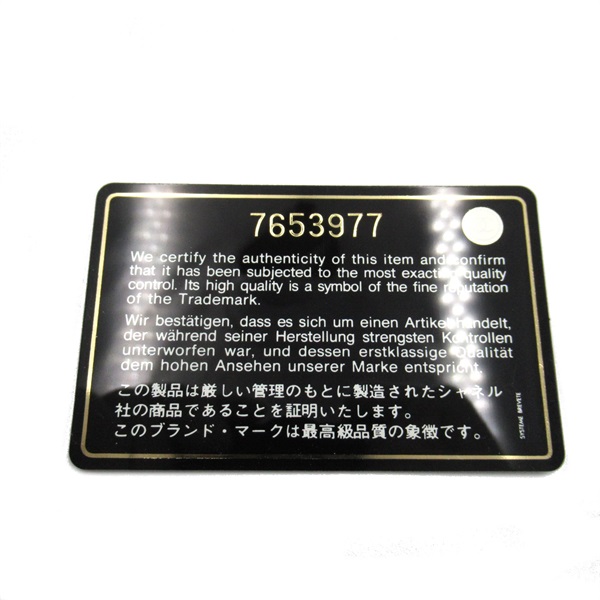 7653977
We certify the authenticity of this item and confirm
that it has been subjected to the most exacting quality
control. Its high quality is a symbol of the fine reputation
of the Trademark.
Wir bestätigen, dass es sich um einen Artikel handelt,
der während seiner Herstellung strengsten Kontrollen
unterworfen war, und dessen erstklassige Qualität
dem hohen Ansehen unserer Marke entspricht.
この製品は厳しい管理のもとに製造されたシャネル
社の商品であることを証明いたします。
このブランド・マークは最高級品質の象徴です。
SYSTEME BREVETE